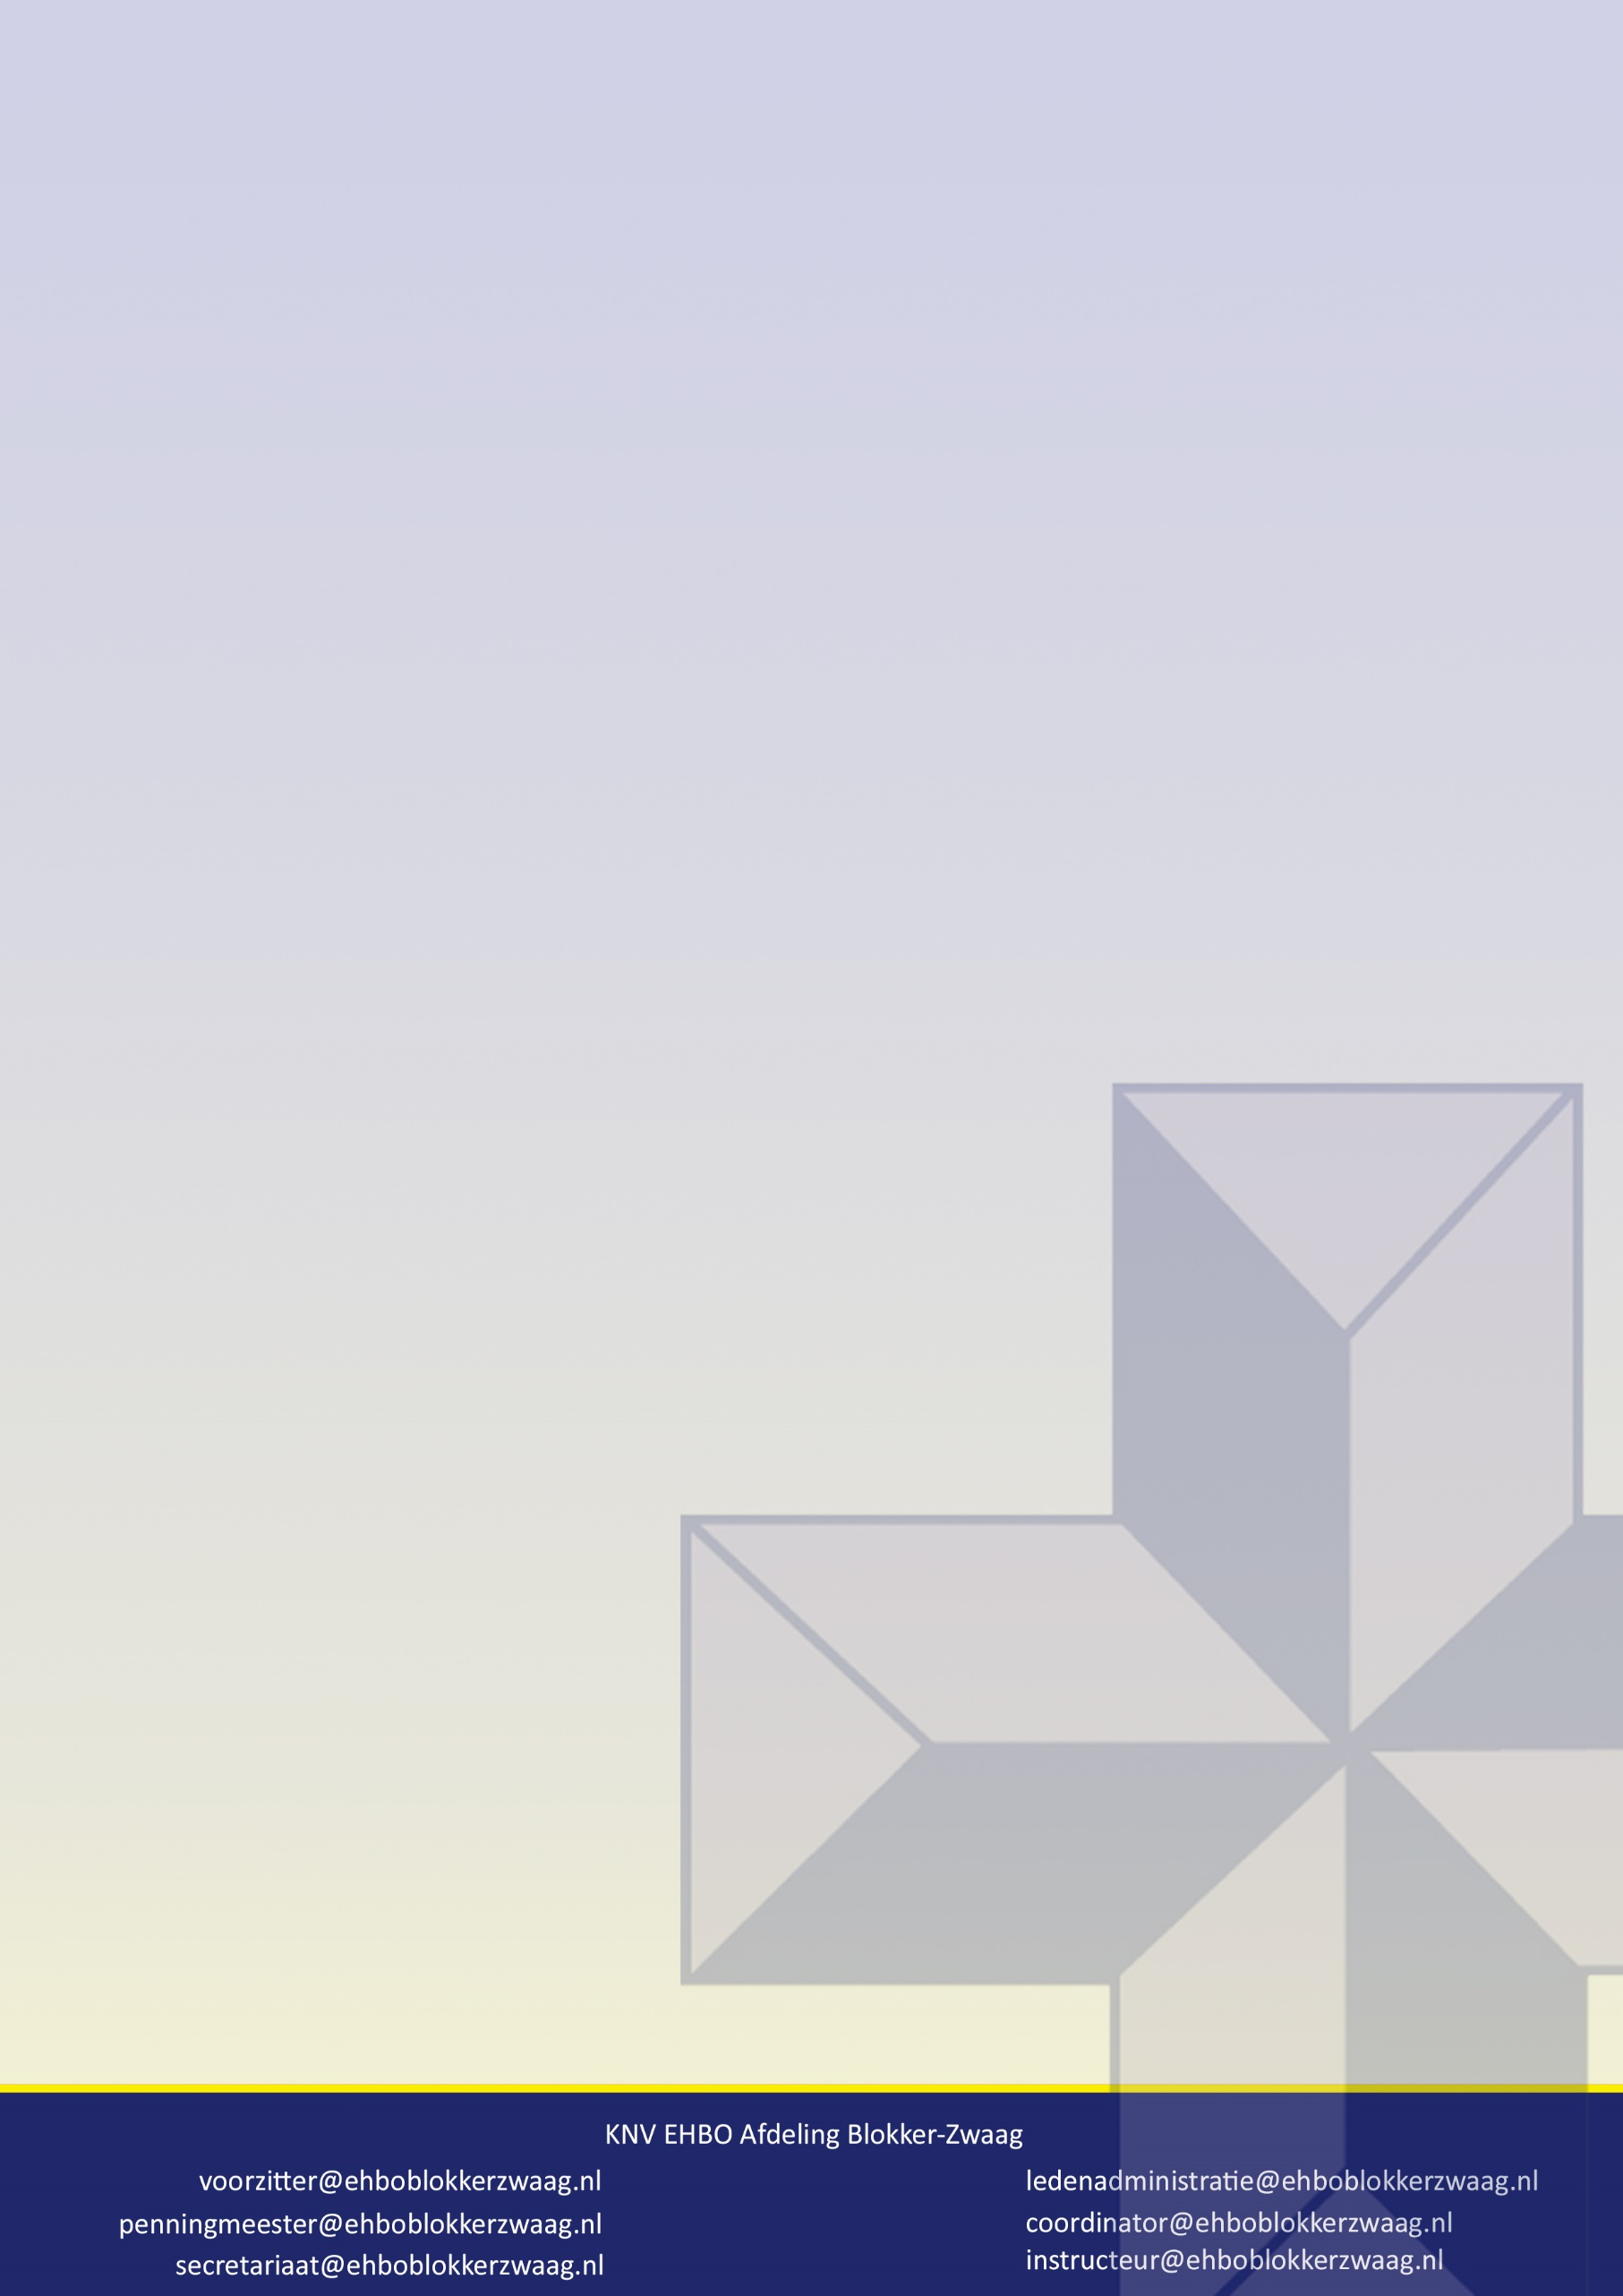 KNV EHBO Afdeling Blokker-Zwaag
voorzitter@ehboblokkerzwaag.nl
penningmeester@ehboblokkerzwaag.nl
secretariaat@ehboblokkerzwaag.nl
ledenadministratie@ehboblokkerzwaag.nl
coordinator@ehboblokkerzwaag.nl
instructeur@ehboblokkerzwaag.nl